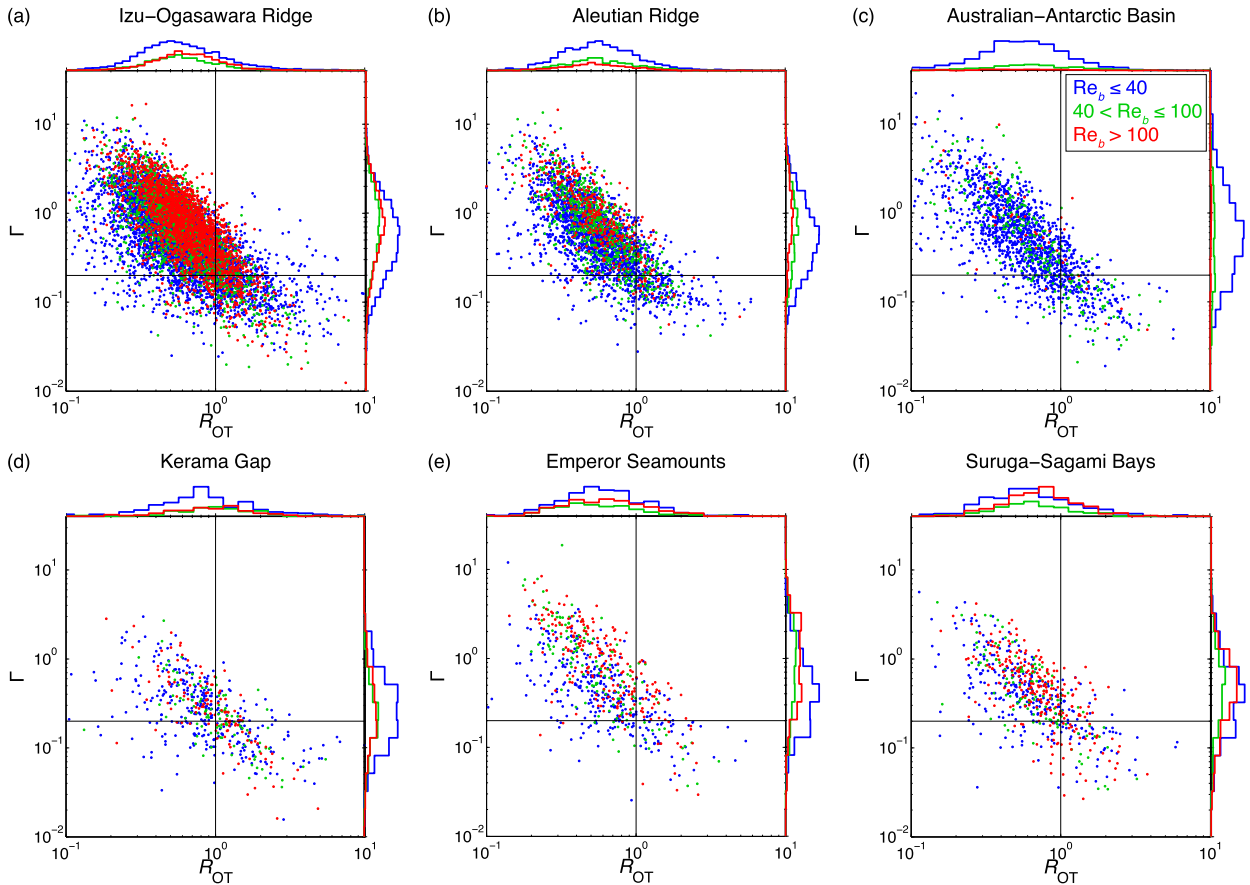 (a) Izu−Ogasawara Ridge
(b) Aleutian Ridge
(c) Australian−Antarctic Basin
Re_b ≤ 40
40 < Re_b ≤ 100
Re_b > 100
10^1
10^0
10^−1
10^−2
Γ
10^−1 10^0 10^1
R_OT
10^1
10^0
10^−1
10^−2
Γ
10^−1 10^0 10^1
R_OT
10^1
10^0
10^−1
10^−2
Γ
10^−1 10^0 10^1
R_OT
(d) Kerama Gap
(e) Emperor Seamounts
(f) Suruga−Sagami Bays
10^1
10^0
10^−1
10^−2
Γ
10^−1 10^0 10^1
R_OT
10^1
10^0
10^−1
10^−2
Γ
10^−1 10^0 10^1
R_OT
10^1
10^0
10^−1
10^−2
Γ
10^−1 10^0 10^1
R_OT